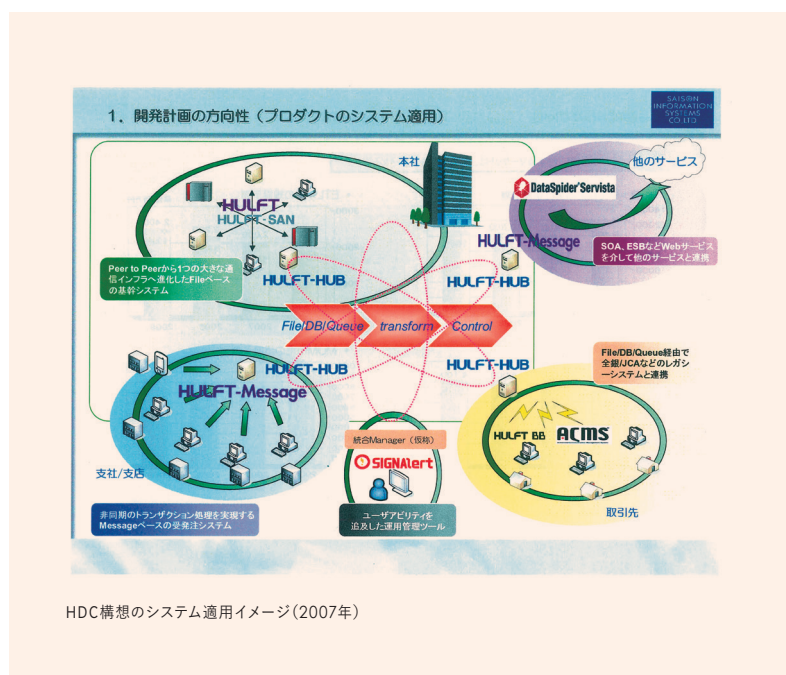 1．開発計画の方向性（プロダクトのシステム適用）
SAISON
INFORMATION
SYSTEMS
CO.,LTD.
本社
HULFT
HULFT-SAN
HULFT-HUB
Peer to Peerから1つの大きな通
信インフラへ進化したFileベース
の基幹システム
DataSpider Servista
他のサービス
HULFT-Message
HULFT-HUB
SOA、ESBなどWebサービス
を介して他のサービスと連携
File/DB/Queue
transform
Control
HULFT-HUB
HULFT-Message
支社/支店
非同期のトランザクション処理を実現する
Messageベースの受発注システム
統合Manager（仮称）
SIGNAlert
ユーザアビリティを
追及した運用管理ツール
HULFT-HUB
File/DB/Queue経由で
全銀/JCAなどのレガシ
ーシステムと連携
HULFT BB
ACMS
取引先
HDC構想のシステム適用イメージ（2007年）